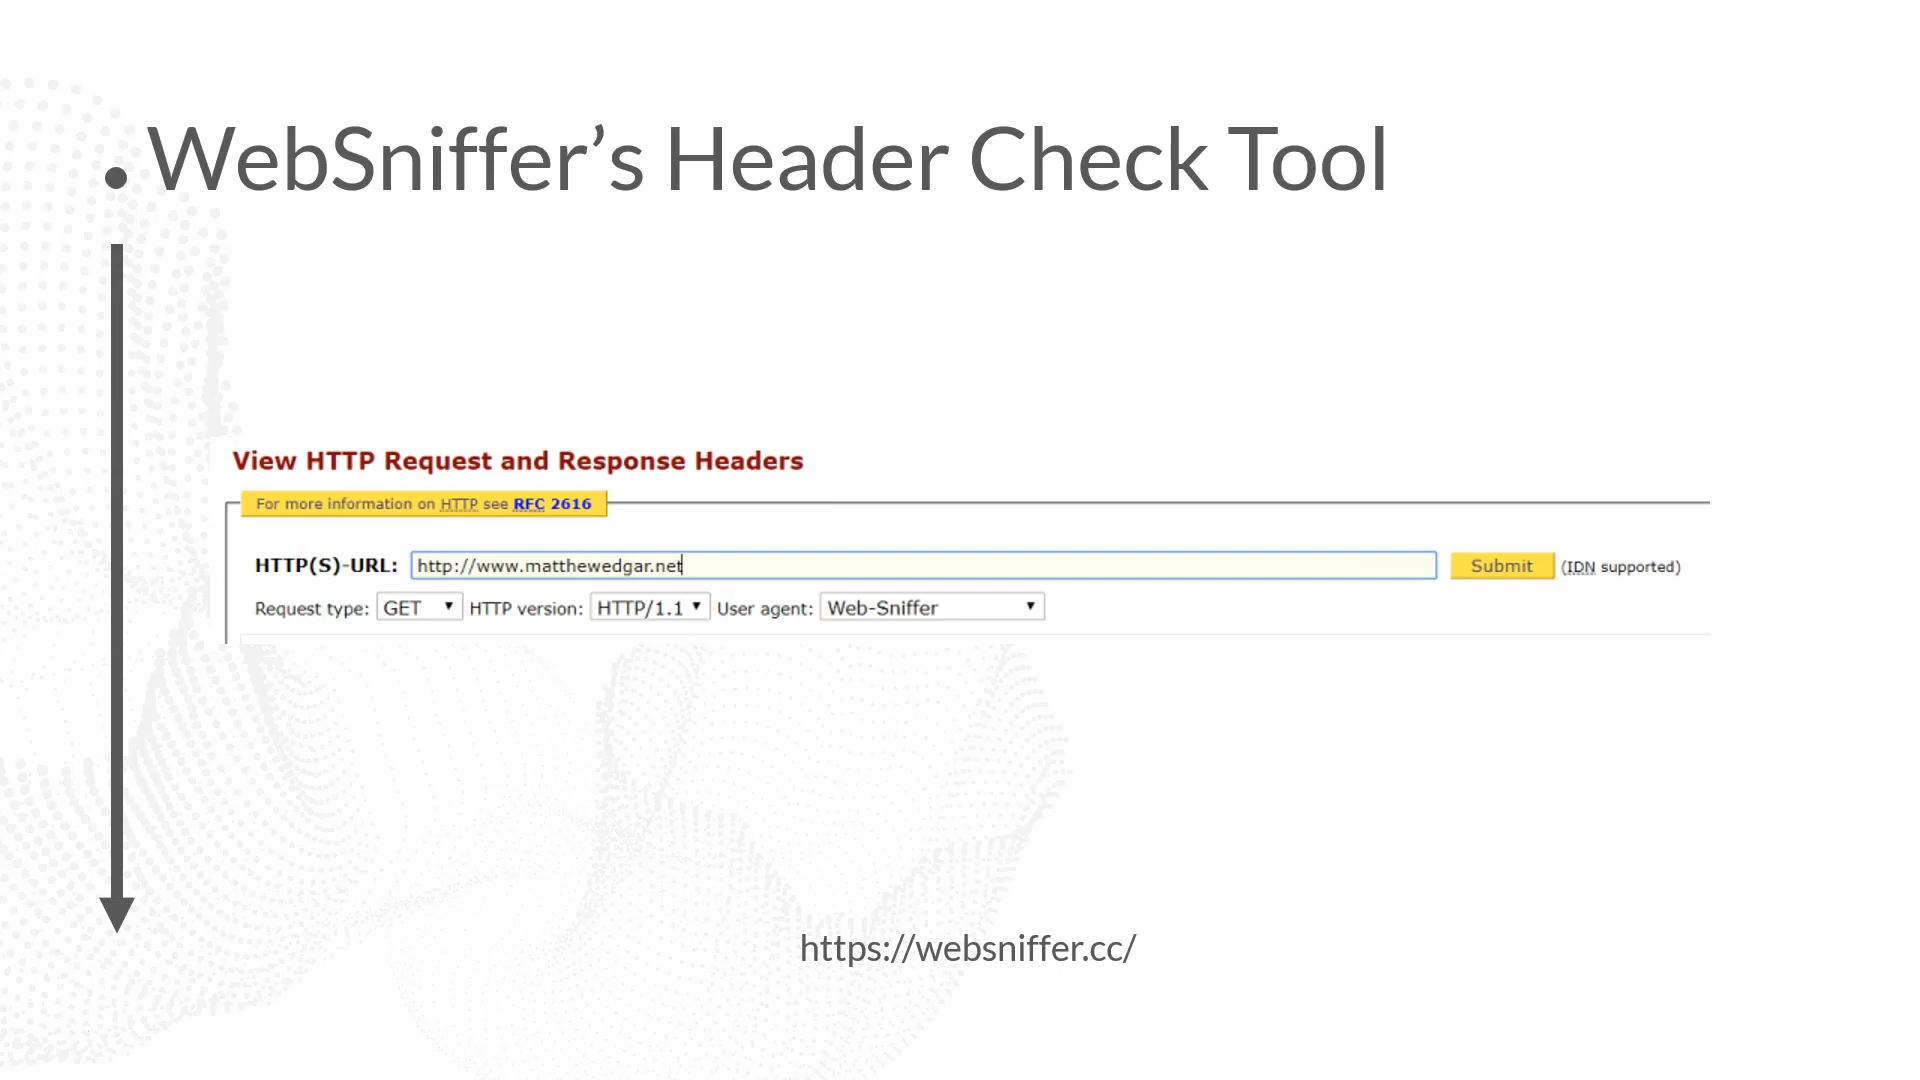 WebSniffer’s Header Check Tool
View HTTP Request and Response Headers
For more information on HTTP see RFC 2616
HTTP(S)-URL: http://www.matthewedgar.net Submit (IDN supported)
Request type: GET HTTP version: HTTP/1.1 User agent: Web-Sniffer
https://websniffer.cc/